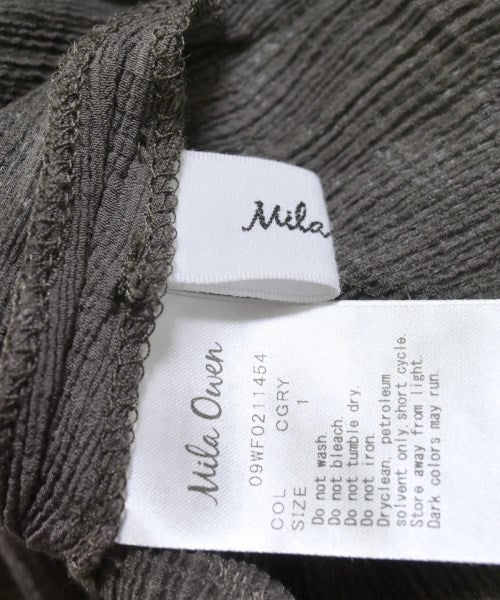 Mila
Mila Owen
09WF0211454
COL CGRY
SIZE 1
Do not wash.
Do not bleach.
Do not tumble dry.
Do not iron.
Dryclean, petroleum
solvent only,short cycle.
Store away from light.
Dark colors may run.